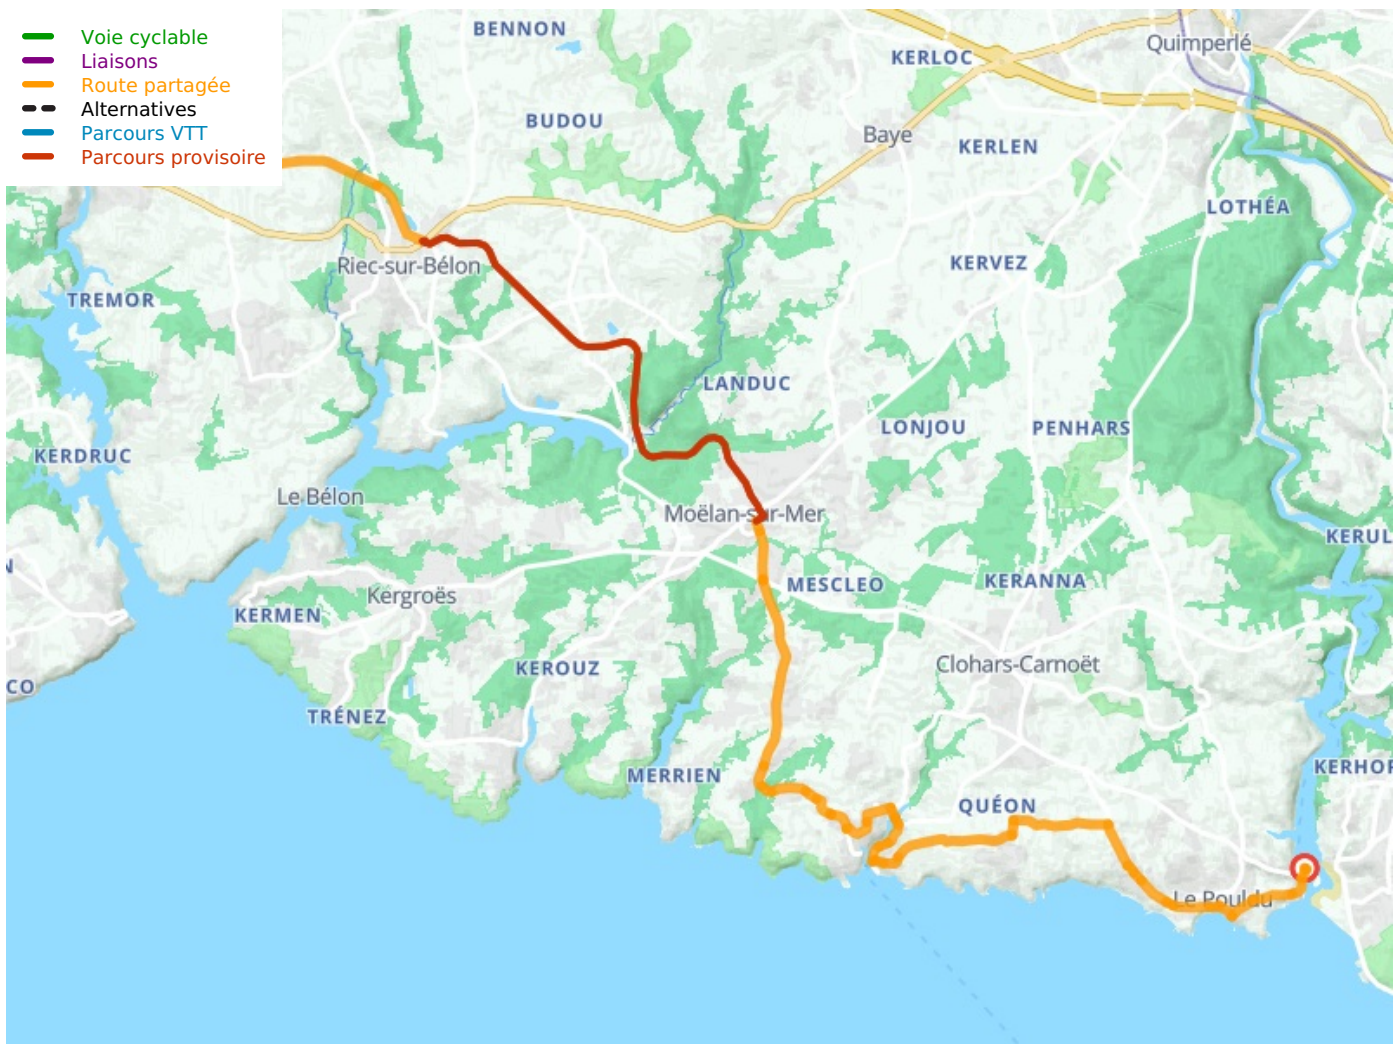 Voie cyclable
Liaisons
Route partagée
Alternatives
Parcours VTT
Parcours provisoire
BENNON
Quimperlé
KERLOC
BUDOU
Baye
KERLEN
LOTHÉA
Riec-sur-Bélon
KERVEZ
TREMOR
LANDUC
LONJOU
PENHARS
KERDRUC
Le Bélon
Moëlan-sur-Mer
KERUL
N
MESCLEO
KERANNA
Kergroës
KERMEN
KEROUZ
Clohars-Carnoët
CO
TRÉNEZ
MERRIEN
KERHOR
QUÉON
Le Pouldu